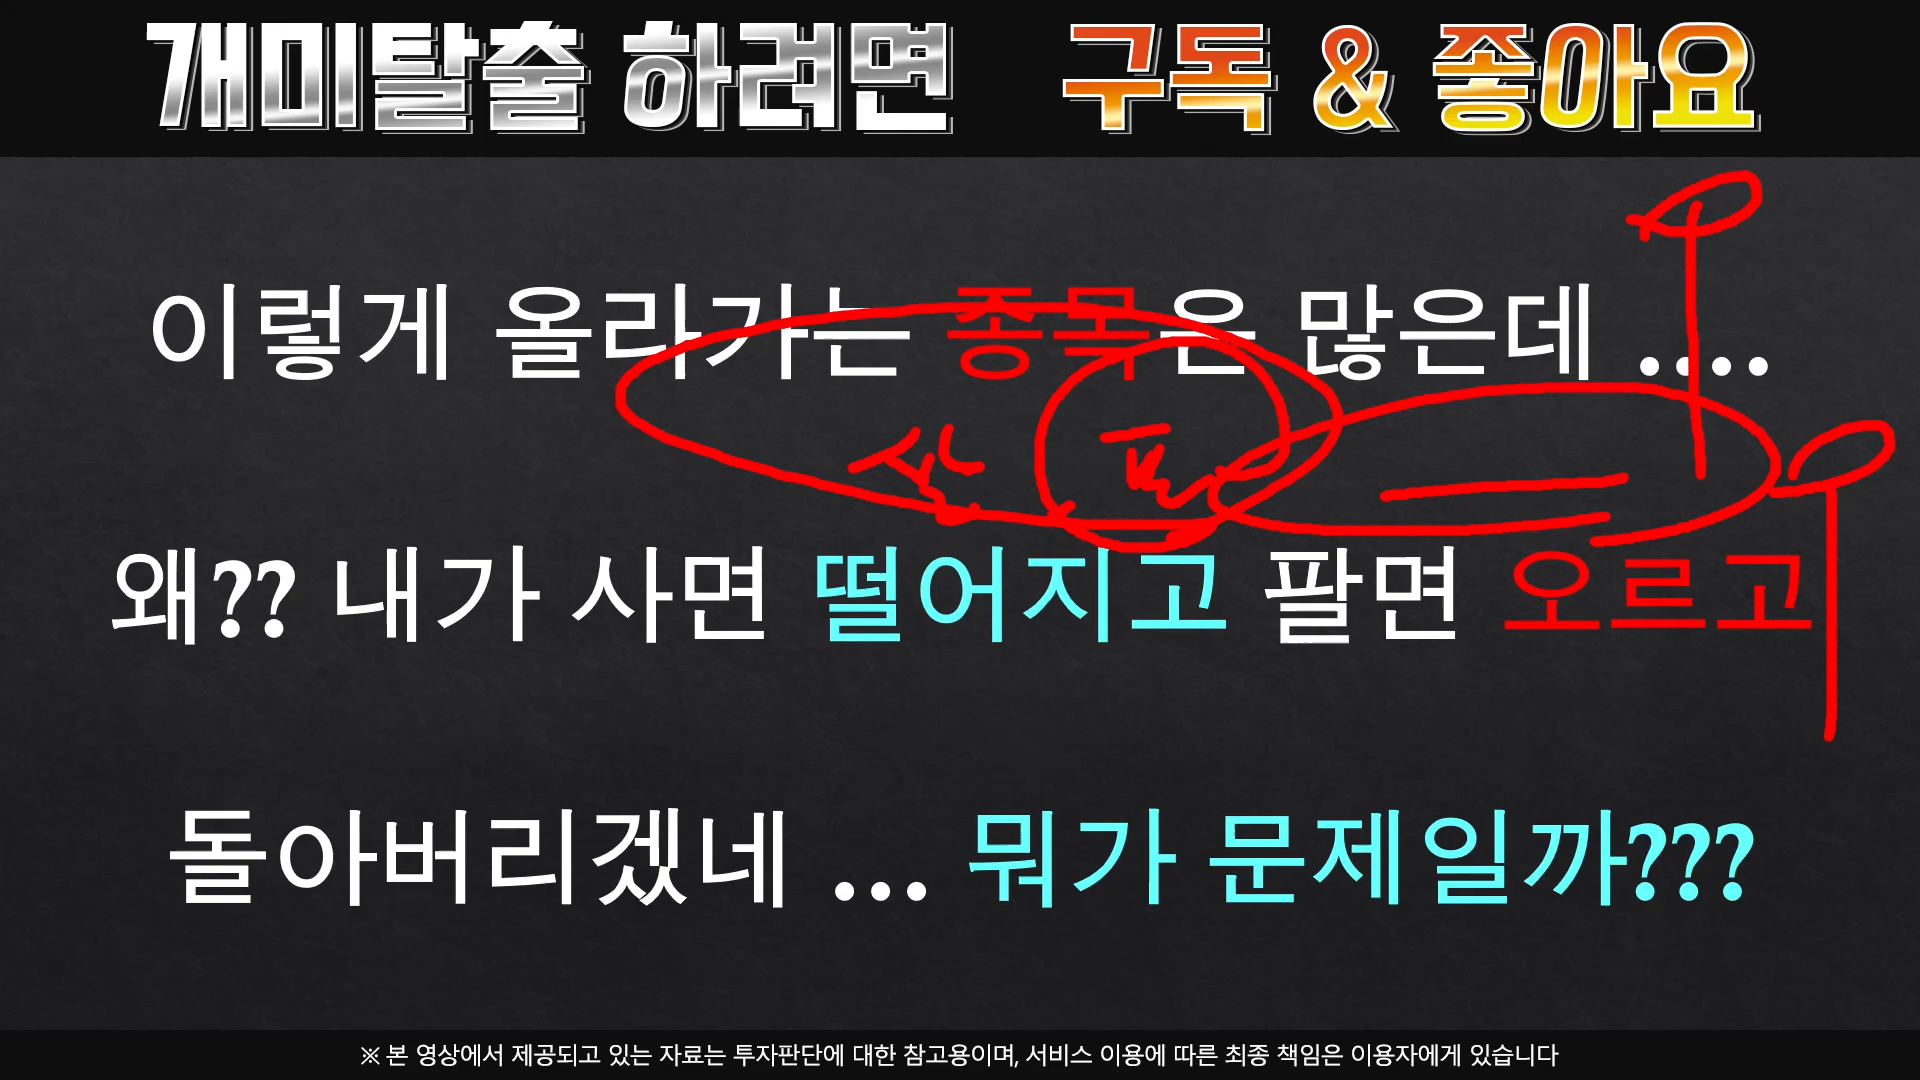 개미탈출 하려면 구독 & 좋아요
이렇게 올라가는 종목은 많은데 ....
왜?? 내가 사면 떨어지고 팔면 오르고
돌아버리겠네 ... 뭐가 문제일까???
※ 본 영상에서 제공되고 있는 자료는 투자판단에 대한 참고용이며, 서비스 이용에 따른 최종 책임은 이용자에게 있습니다